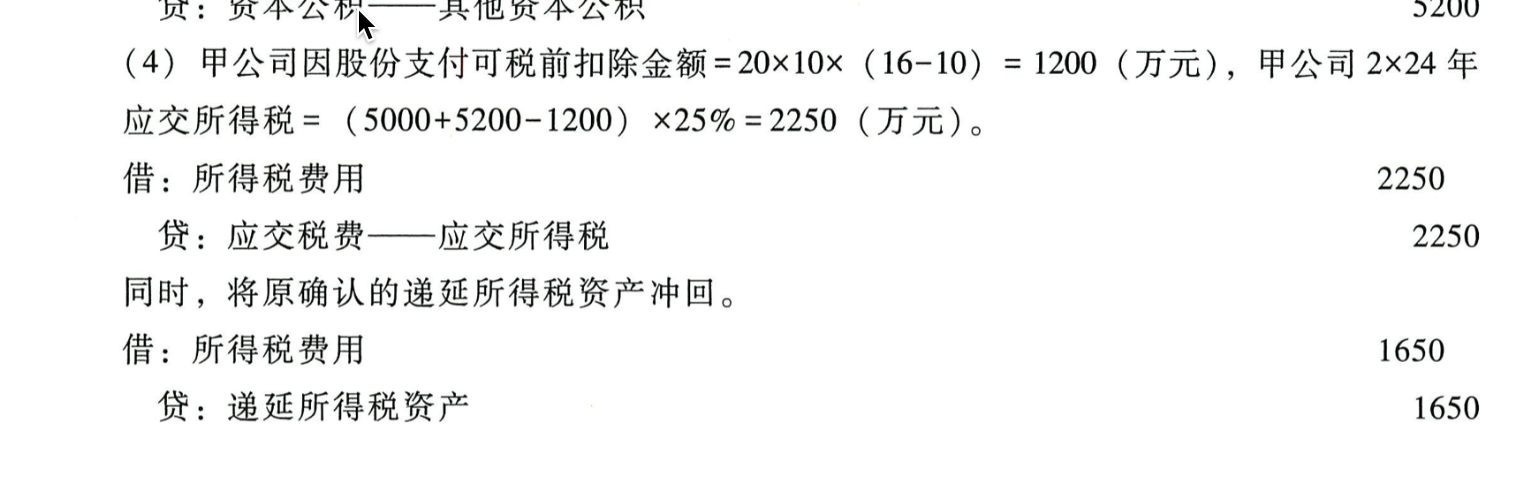 贷：资本公积——其他资本公积 5200
（4）甲公司因股份支付可税前扣除金额=20×10×（16-10）=1200（万元），甲公司 2×24 年
应交所得税=（5000+5200-1200）×25%=2250（万元）。
借：所得税费用 2250
贷：应交税费——应交所得税 2250
同时，将原确认的递延所得税资产冲回。
借：所得税费用 1650
贷：递延所得税资产 1650